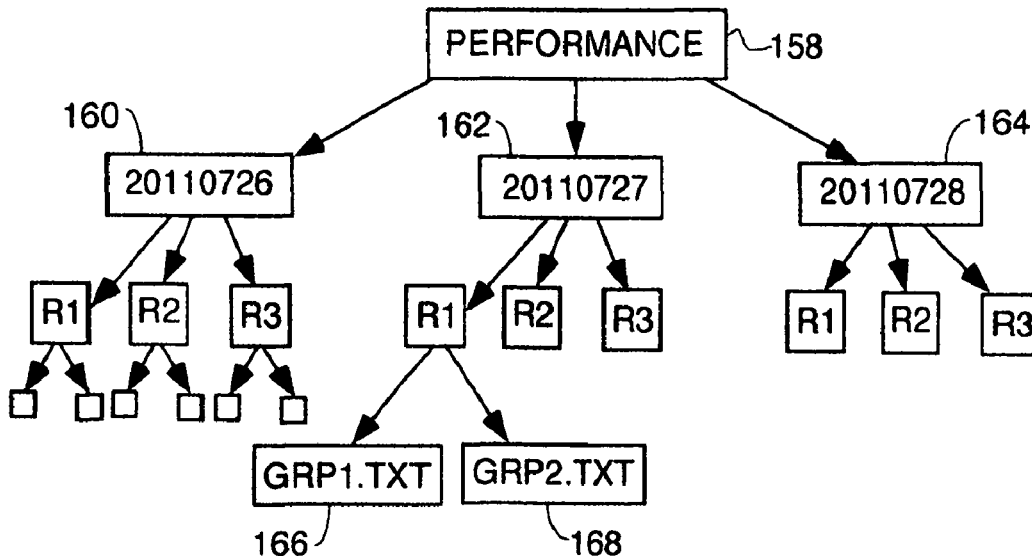 PERFORMANCE
158
160
162
164
20110726
20110727
20110728
R1
R2
R3
R1
R2
R3
R1
R2
R3
GRP1.TXT
GRP2.TXT
166
168